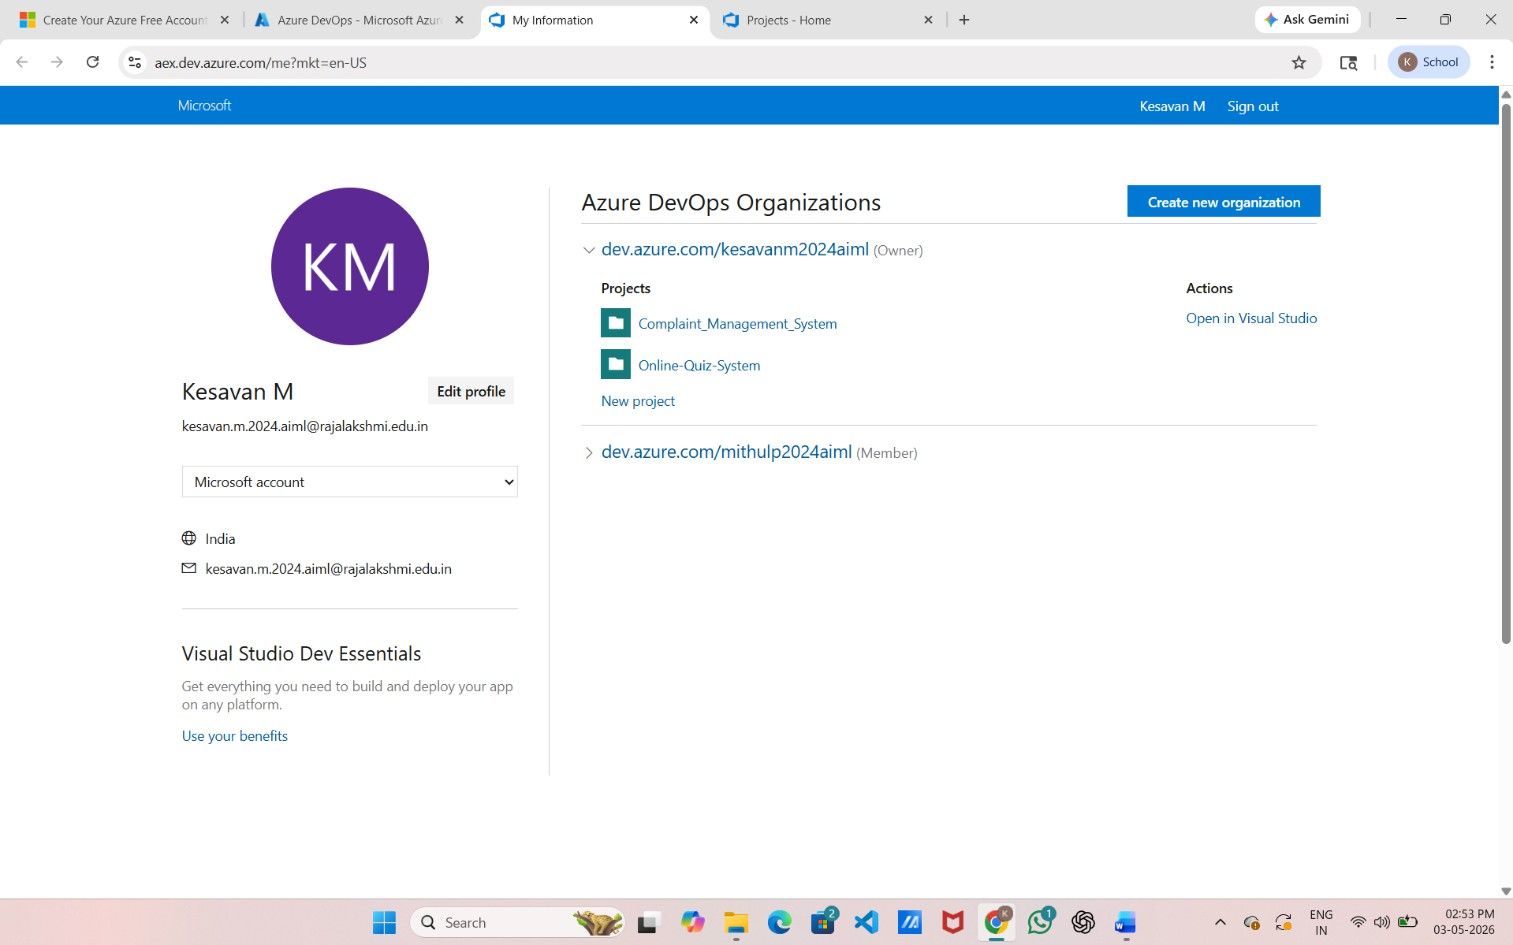 Create Your Azure Free Account
Azure DevOps - Microsoft Azur
My Information
Projects - Home
Ask Gemini
aex.dev.azure.com/me?mkt=en-US
K
School
Microsoft
Kesavan M
Sign out
KM
Kesavan M
Edit profile
kesavan.m.2024.aiml@rajalakshmi.edu.in
Microsoft account
India
kesavan.m.2024.aiml@rajalakshmi.edu.in
Visual Studio Dev Essentials
Get everything you need to build and deploy your app
on any platform.
Use your benefits
Azure DevOps Organizations
Create new organization
dev.azure.com/kesavanm2024aiml (Owner)
Projects
Actions
Complaint_Management_System
Open in Visual Studio
Online-Quiz-System
New project
dev.azure.com/mithulp2024aiml (Member)
Search
2
K
1
ENG
IN
02:53 PM
03-05-2026